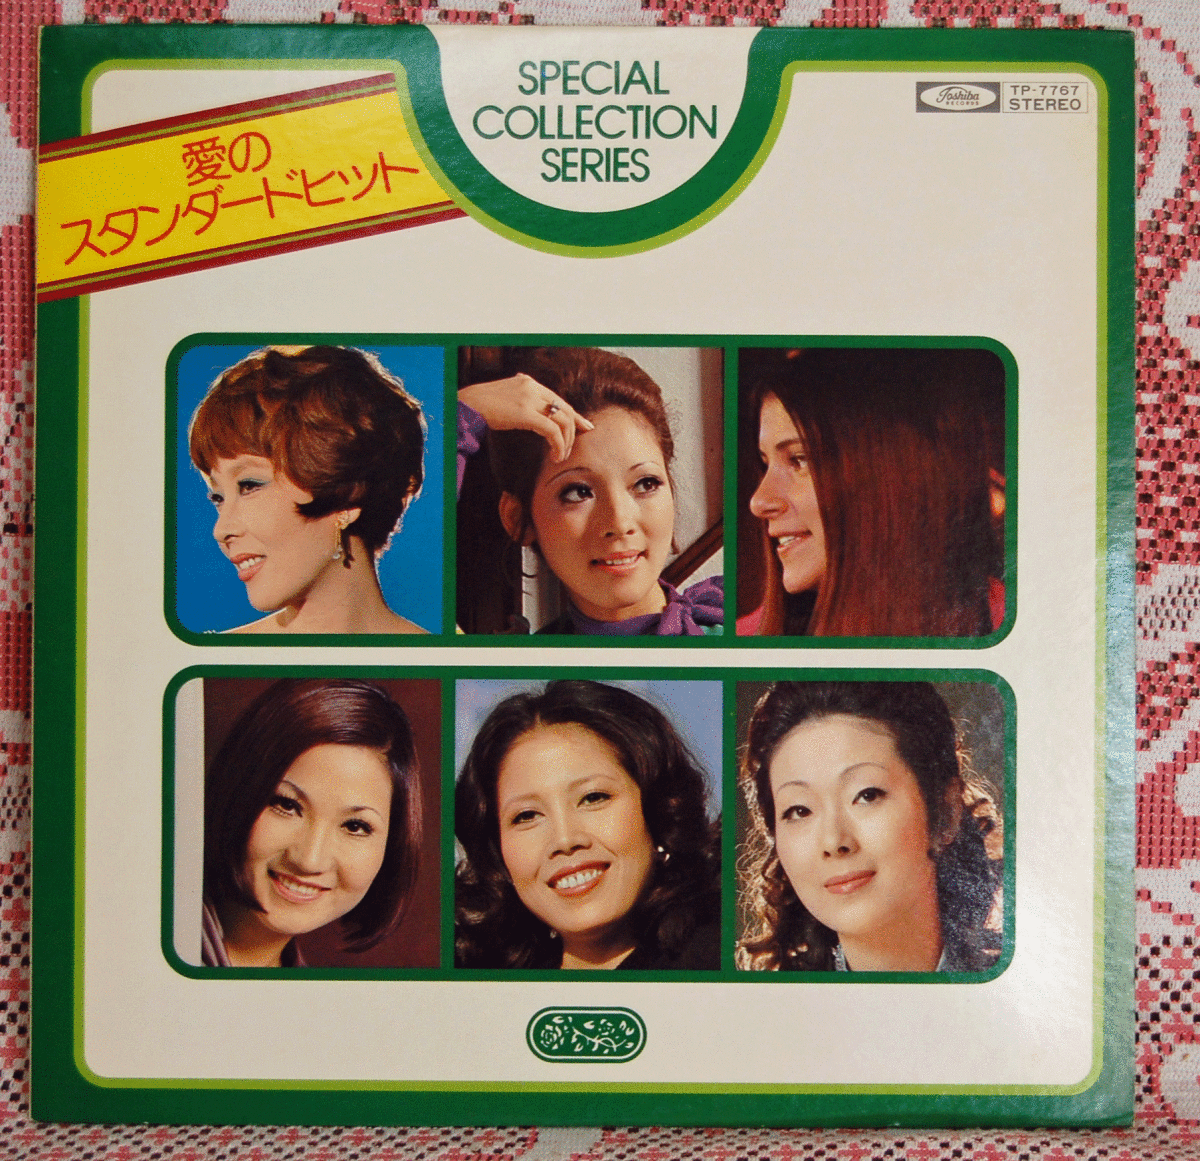 SPECIAL
COLLECTION
SERIES
Toshiba
RECORDS
TP-7767
STEREO
愛の
スタンダードヒット